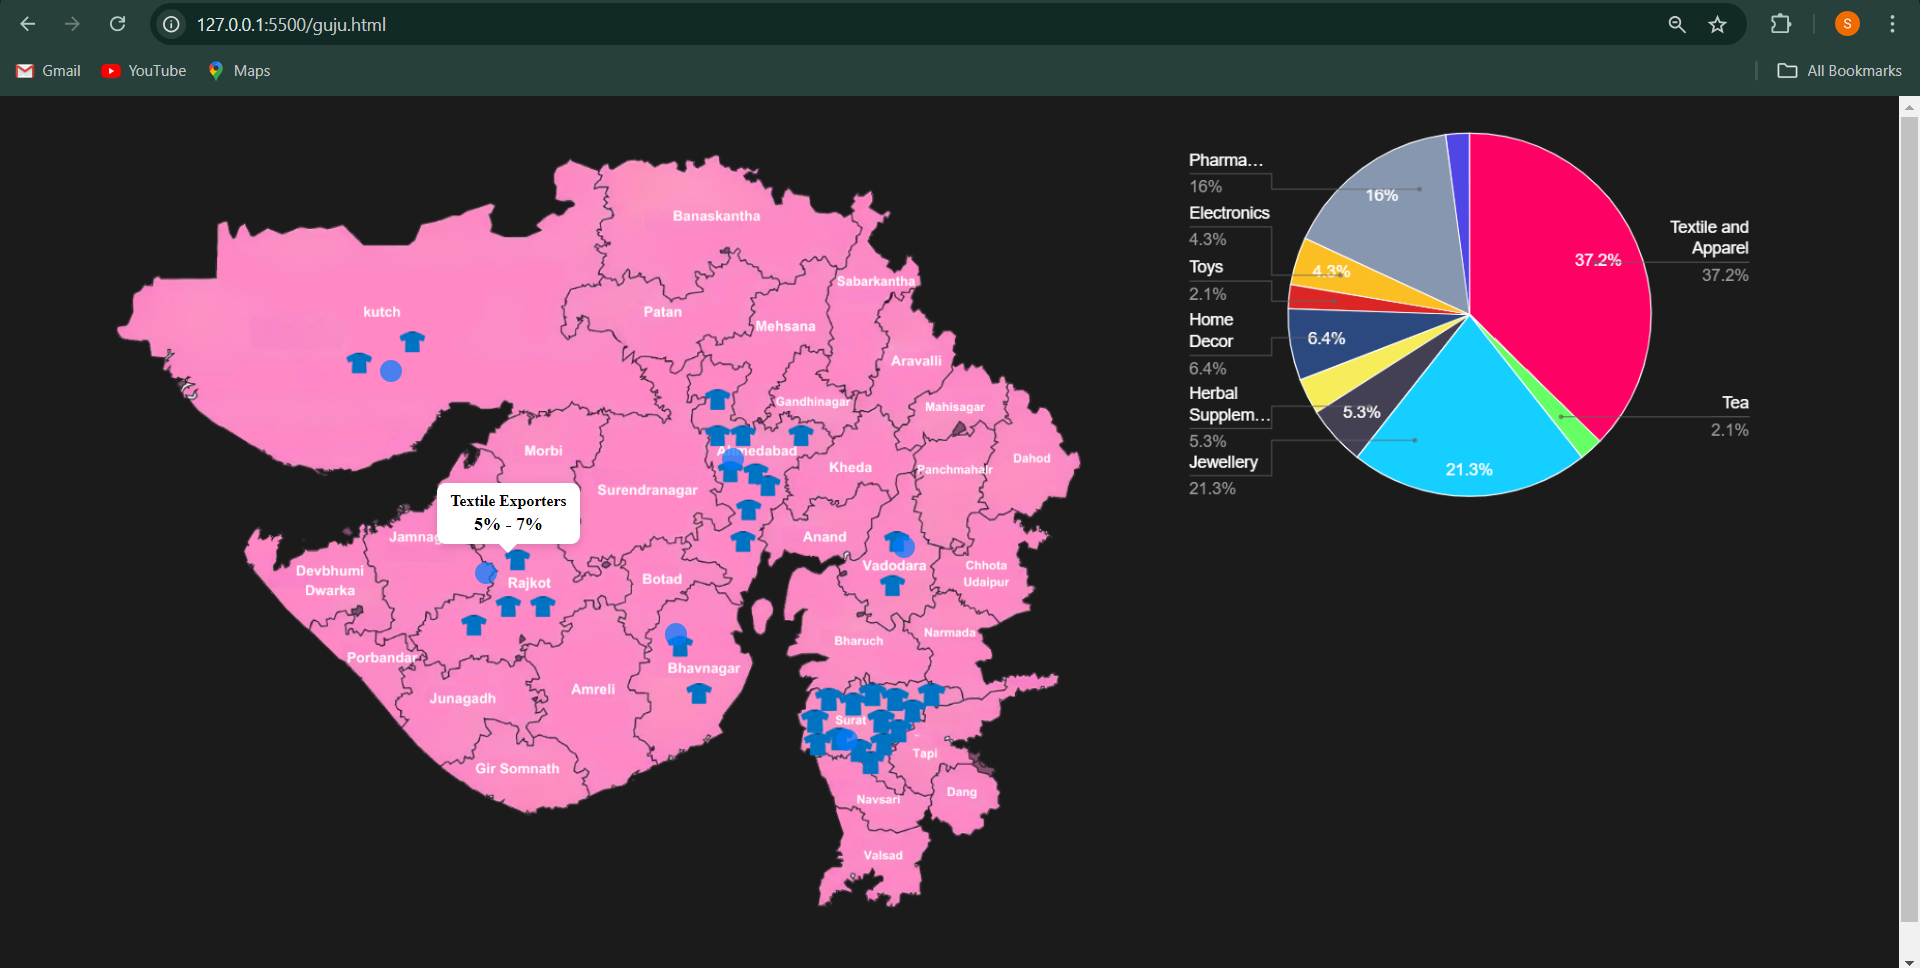 127.0.0.1:5500/guju.html
S
Gmail
YouTube
Maps
All Bookmarks
Banaskantha
Sabarkantha
kutch
Patan
Mehsana
Aravalli
Gandhinagar
Mahisagar
Morbi
Ahmedabad
Kheda
Panchmahalr
Dahod
Surendranagar
Textile Exporters
5% - 7%
Jamnag
Anand
Devbhumi
Dwarka
Rajkot
Botad
Vadodara
Chhota
Udaipur
Bharuch
Narmada
Porbandar
Bhavnagar
Junagadh
Amreli
Surat
Tapi
Gir Somnath
Navsari
Dang
Valsad
Pharma...
16%
Electronics
4.3%
Toys
2.1%
Home
Decor
6.4%
Herbal
Supplem...
5.3%
Jewellery
21.3%
16%
4.3%
6.4%
5.3%
21.3%
37.2%
Textile and
Apparel
37.2%
Tea
2.1%